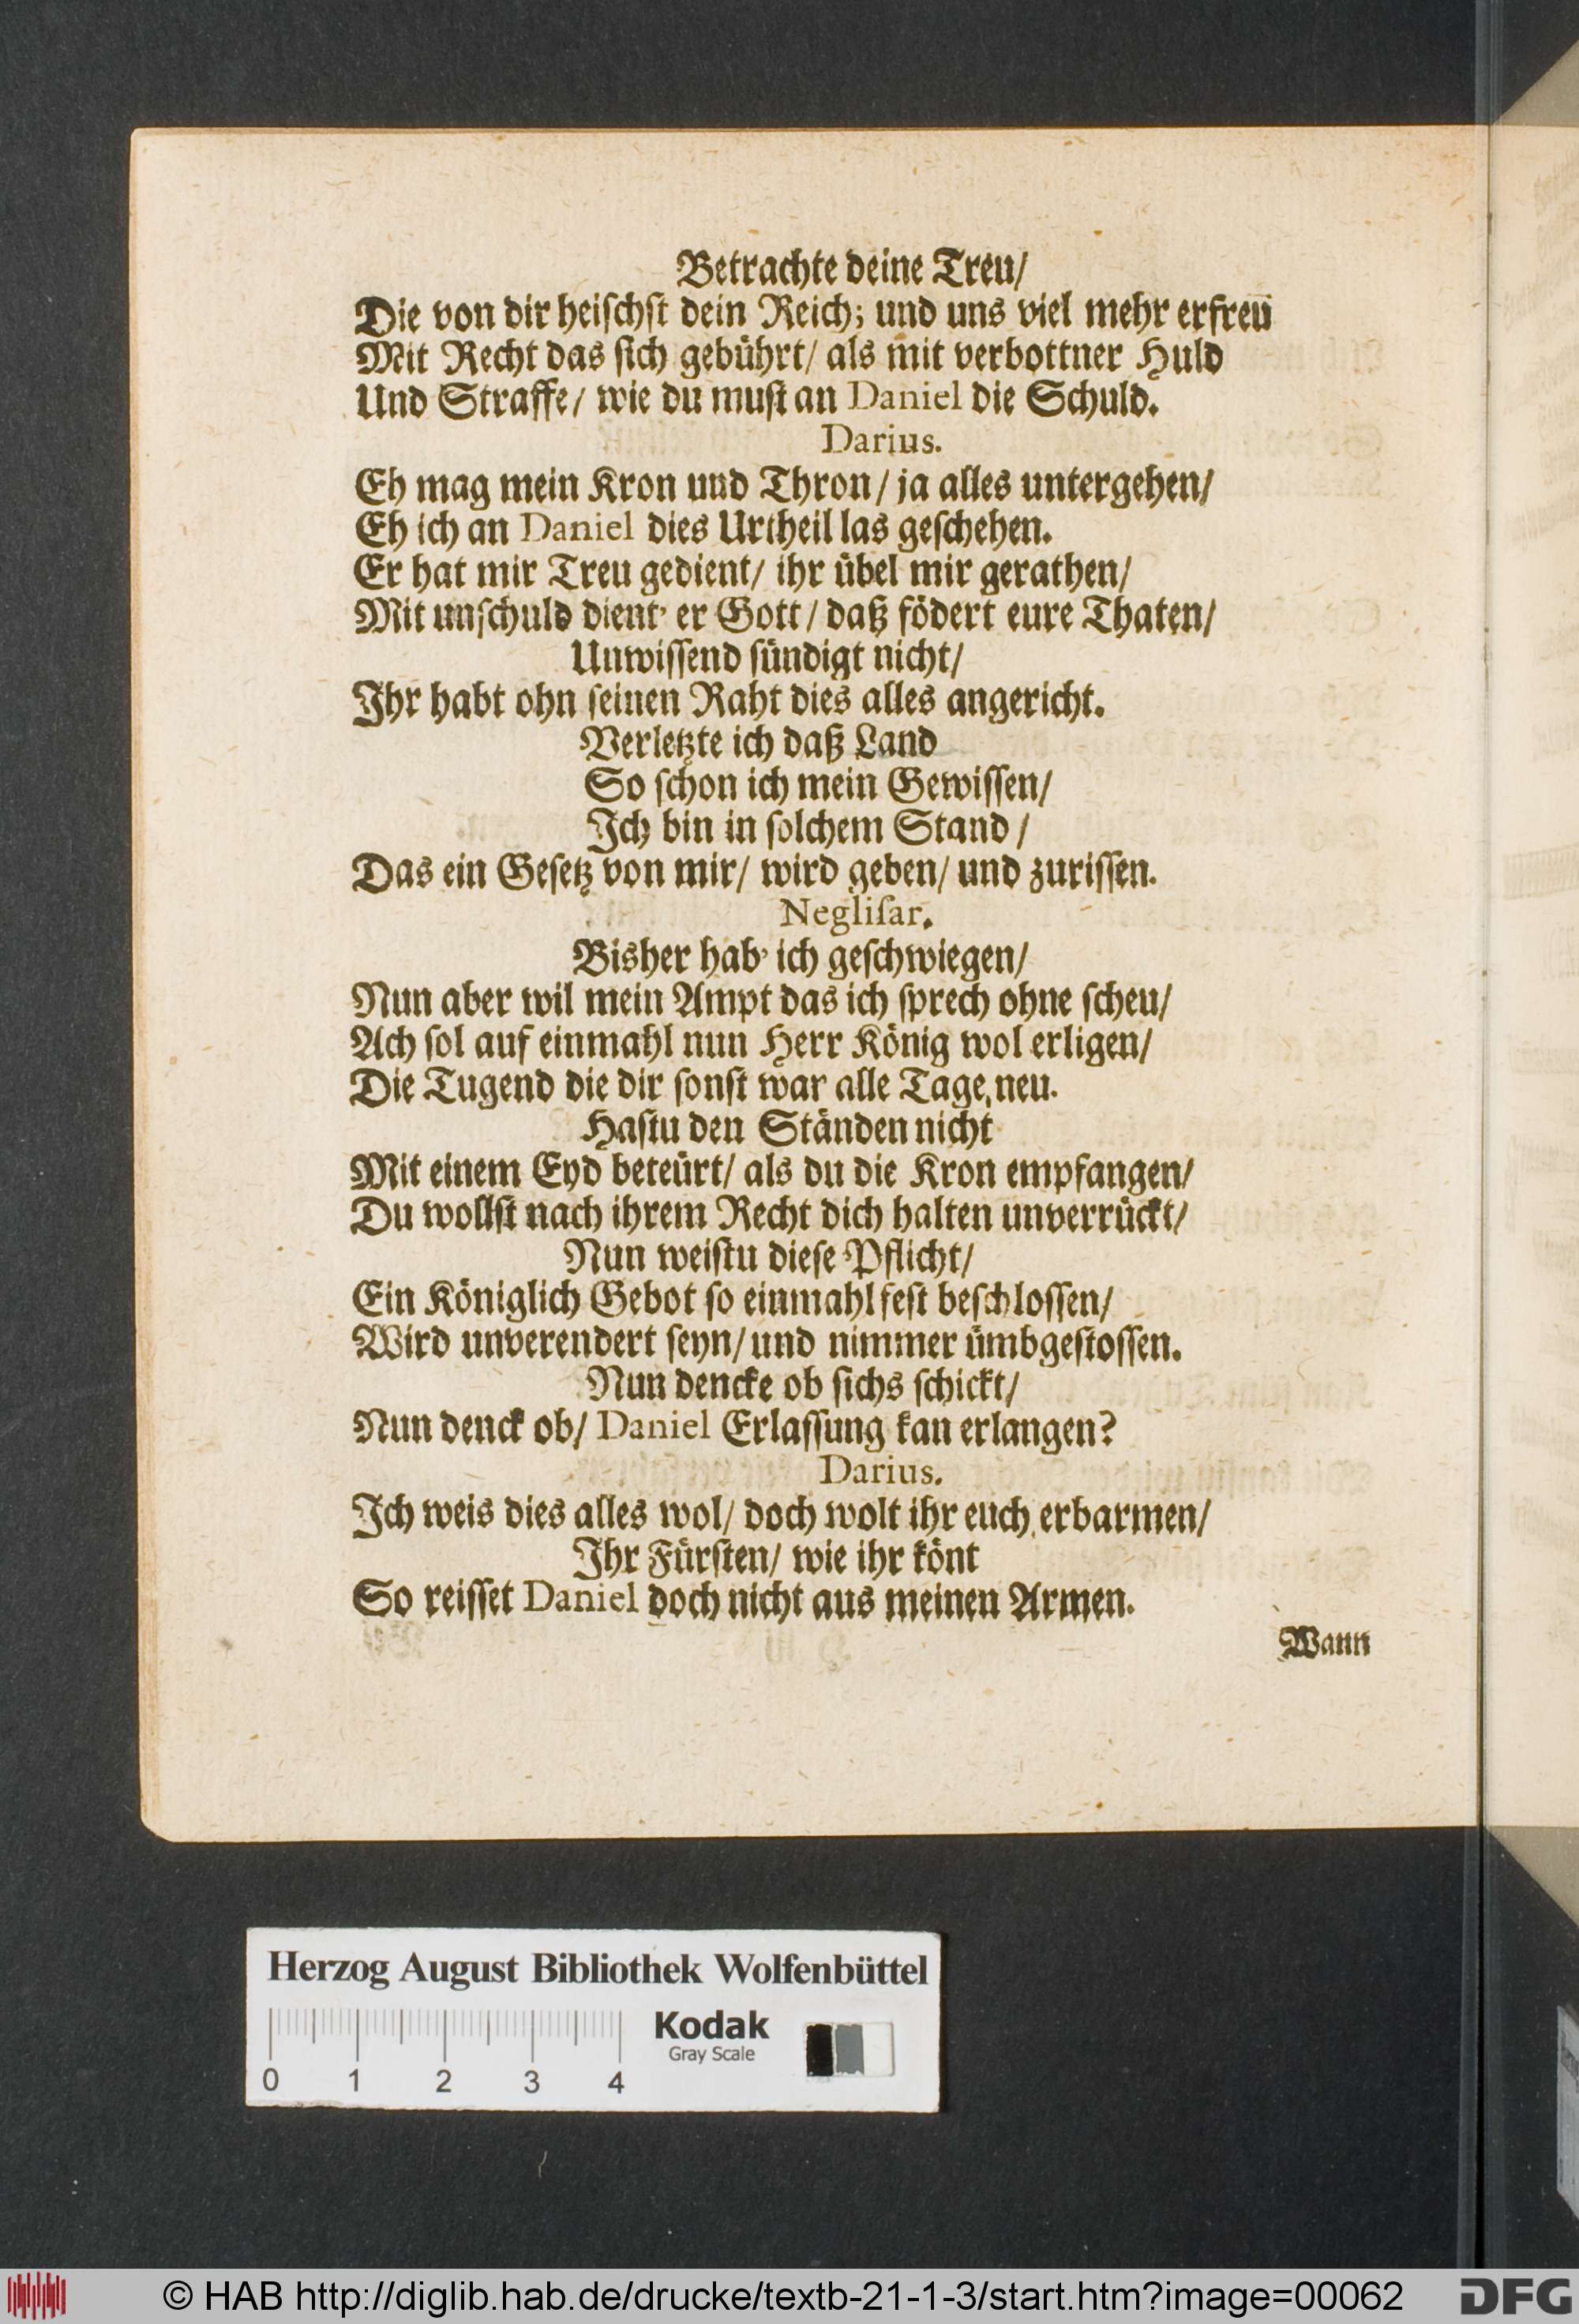 Betrachte deine Treu/
Die von dir heiſchſt dein Reich; und uns viel mehr erfreu
Mit Recht das ſich gebührt/ als mit verbottner Huld
Und Straffe/ wie du muſt an Daniel die Schuld.
Darius.
Eh mag mein Kron und Thron/ ja alles untergehen/
Eh ich an Daniel dies Urtheil las geſchehen.
Er hat mir Treu gedient/ ihr übel mir gerathen/
Mit unſchuld dient' er Gott/ daß födert eure Thaten/
Unwiſſend ſündigt nicht/
Ihr habt ohn ſeinen Raht dies alles angericht.
Verletzte ich daß Land
So ſchon ich mein Gewiſſen/
Ich bin in ſolchem Stand/
Das ein Geſetz von mir/ wird geben/ und zuriſſen.
Negliſar.
Bisher hab' ich geſchwiegen/
Nun aber wil mein Ampt das ich ſprech ohne ſcheu/
Ach ſol auf einmahl nun Herr König wol erligen/
Die Tugend die dir ſonſt war alle Tage neu.
Haſtu den Ständen nicht
Mit einem Eyd beteürt/ als du die Kron empfangen/
Du wollſt nach ihrem Recht dich halten unverrückt/
Nun weiſtu dieſe Pflicht/
Ein Königlich Gebot ſo einmahl feſt beſchloſſen/
Wird unverendert ſeyn/ und nimmer ümbgeſtoſſen.
Nun dencke ob ſichs ſchickt/
Nun denck ob/ Daniel Erlaſſung kan erlangen?
Darius.
Ich weis dies alles wol/ doch wolt ihr euch erbarmen/
Ihr Fürſten/ wie ihr könt
So reiſſet Daniel doch nicht aus meinen Armen.
Wann
Herzog August Bibliothek Wolfenbüttel
Kodak
Gray Scale
0 1 2 3 4
© HAB http://diglib.hab.de/drucke/textb-21-1-3/start.htm?image=00062
DFG